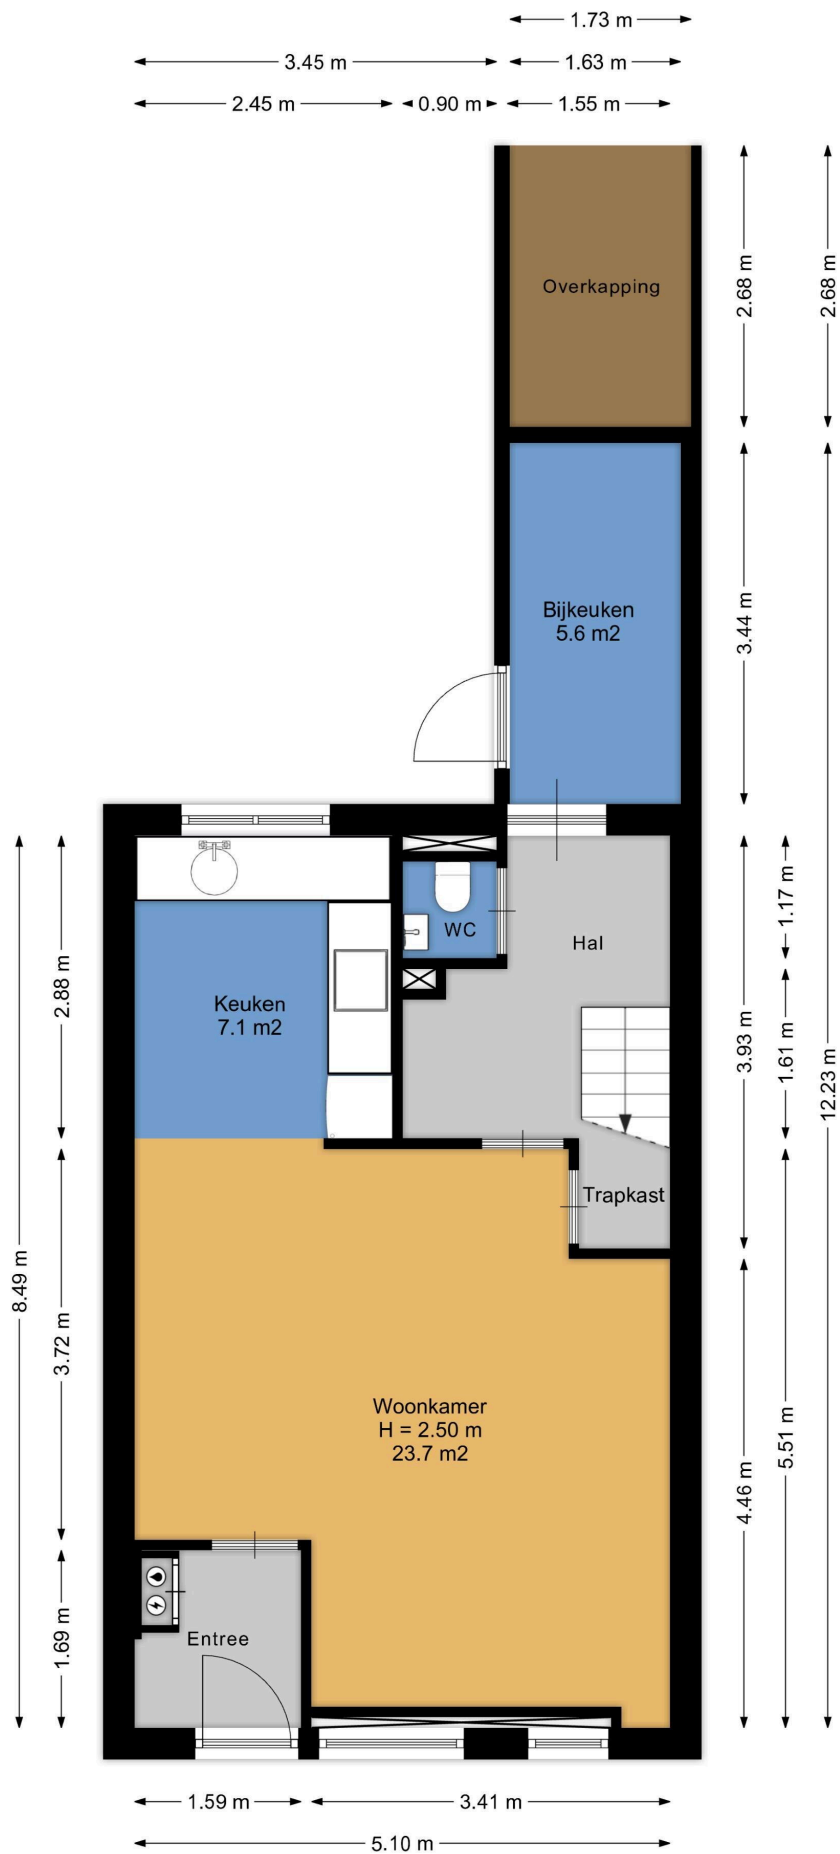 1.73 m
3.45 m
1.63 m
2.45 m
0.90 m
1.55 m
2.68 m
2.68 m
Overkapping
Bijkeuken
5.6 m2
3.44 m
1.17 m
WC
Hal
2.88 m
Keuken
7.1 m2
3.93 m
1.61 m
12.23 m
Trapkast
8.49 m
3.72 m
Woonkamer
H = 2.50 m
23.7 m2
5.51 m
4.46 m
1.69 m
Entree
1.59 m
3.41 m
5.10 m